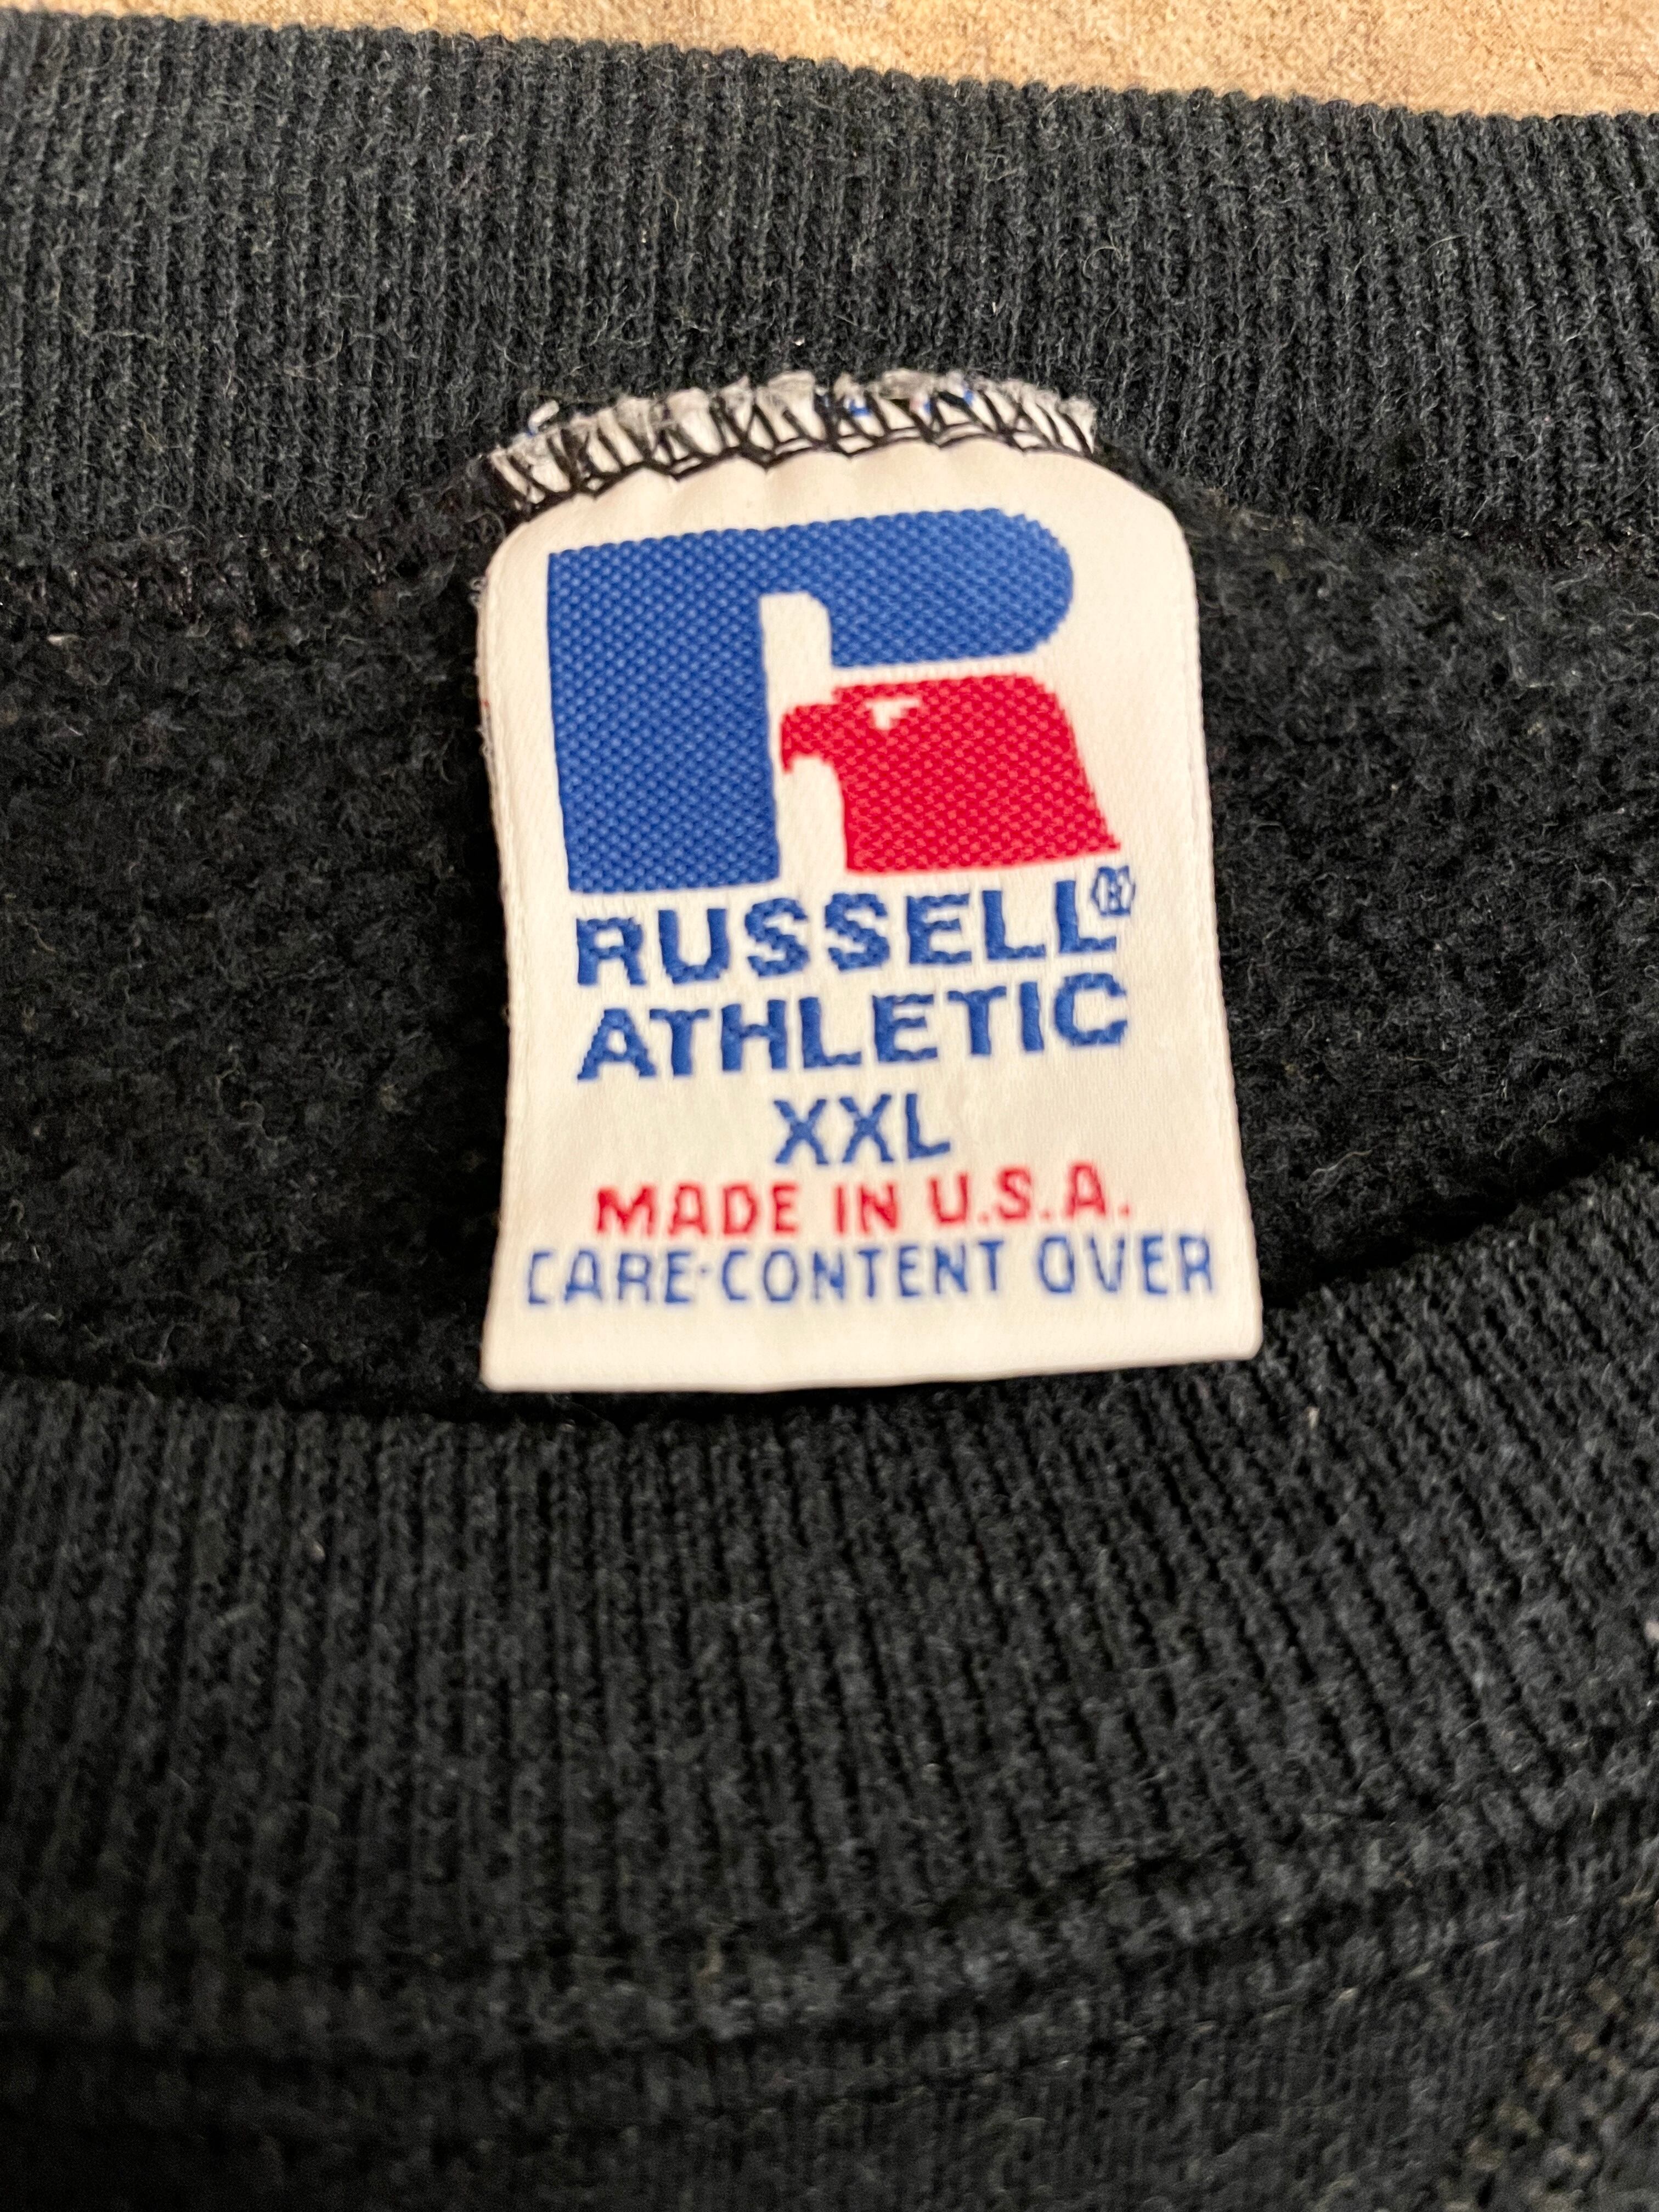 RUSSELL®
ATHLETIC
XXL
MADE IN U.S.A.
CARE·CONTENT OVER